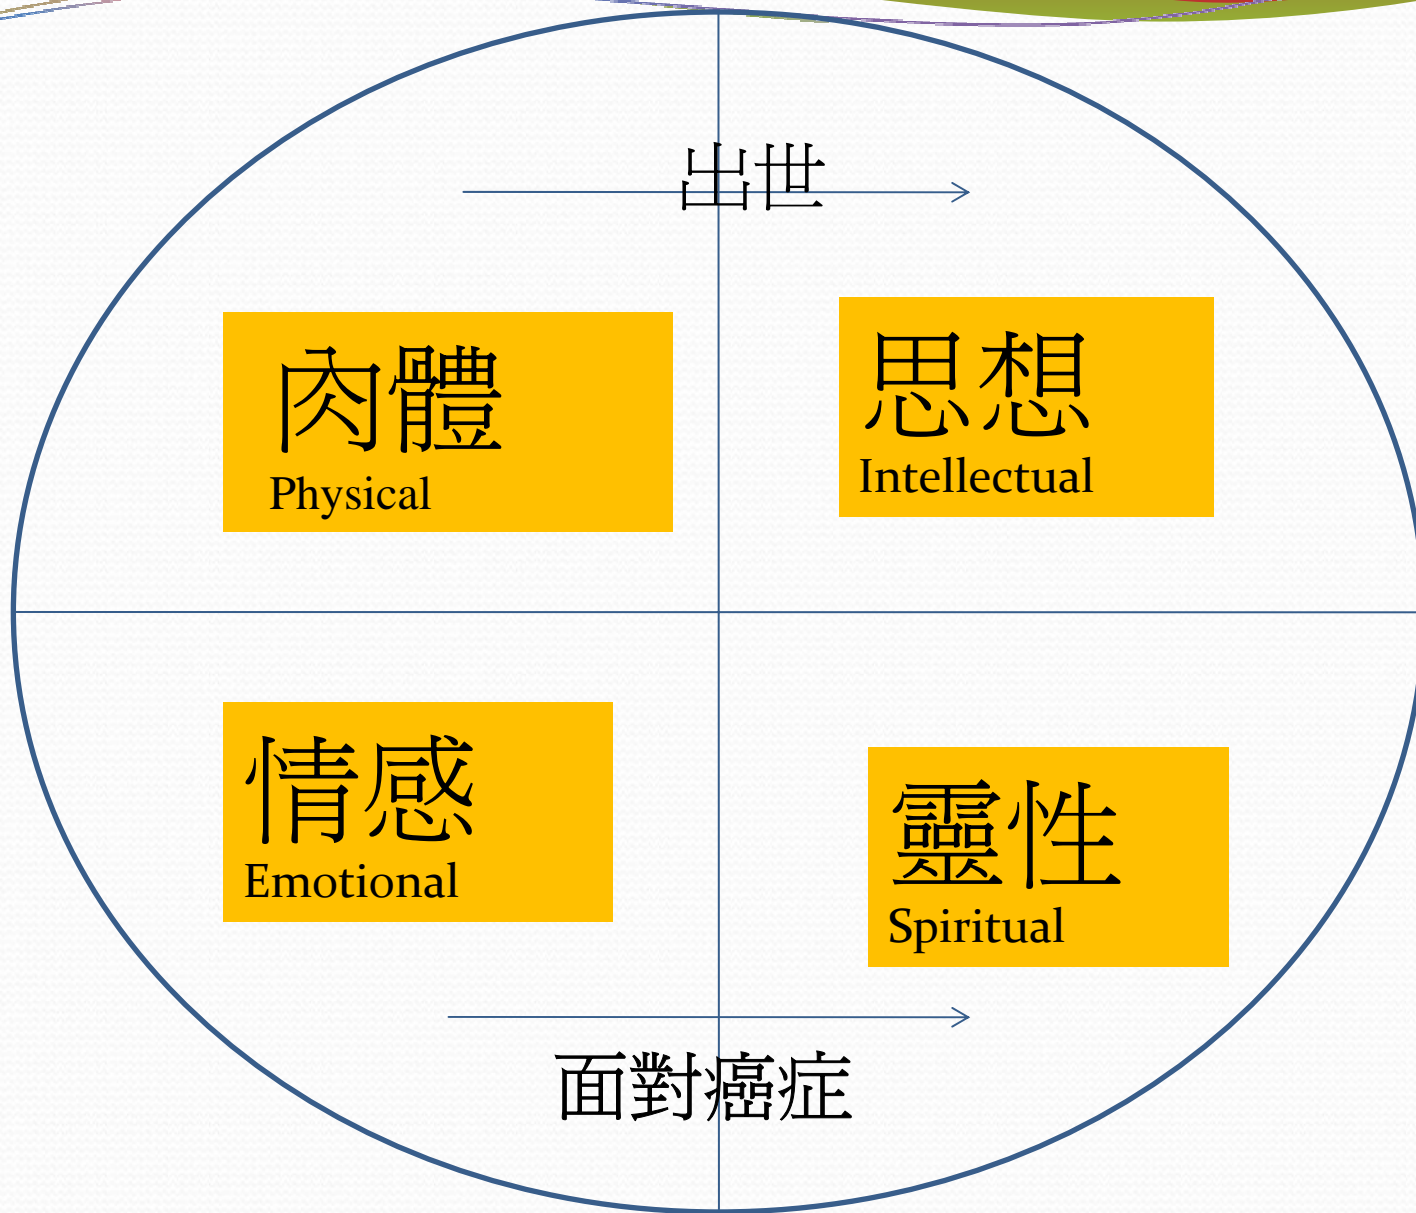 出世
肉體
Physical
思想
Intellectual
情感
Emotional
靈性
Spiritual
面對癌症